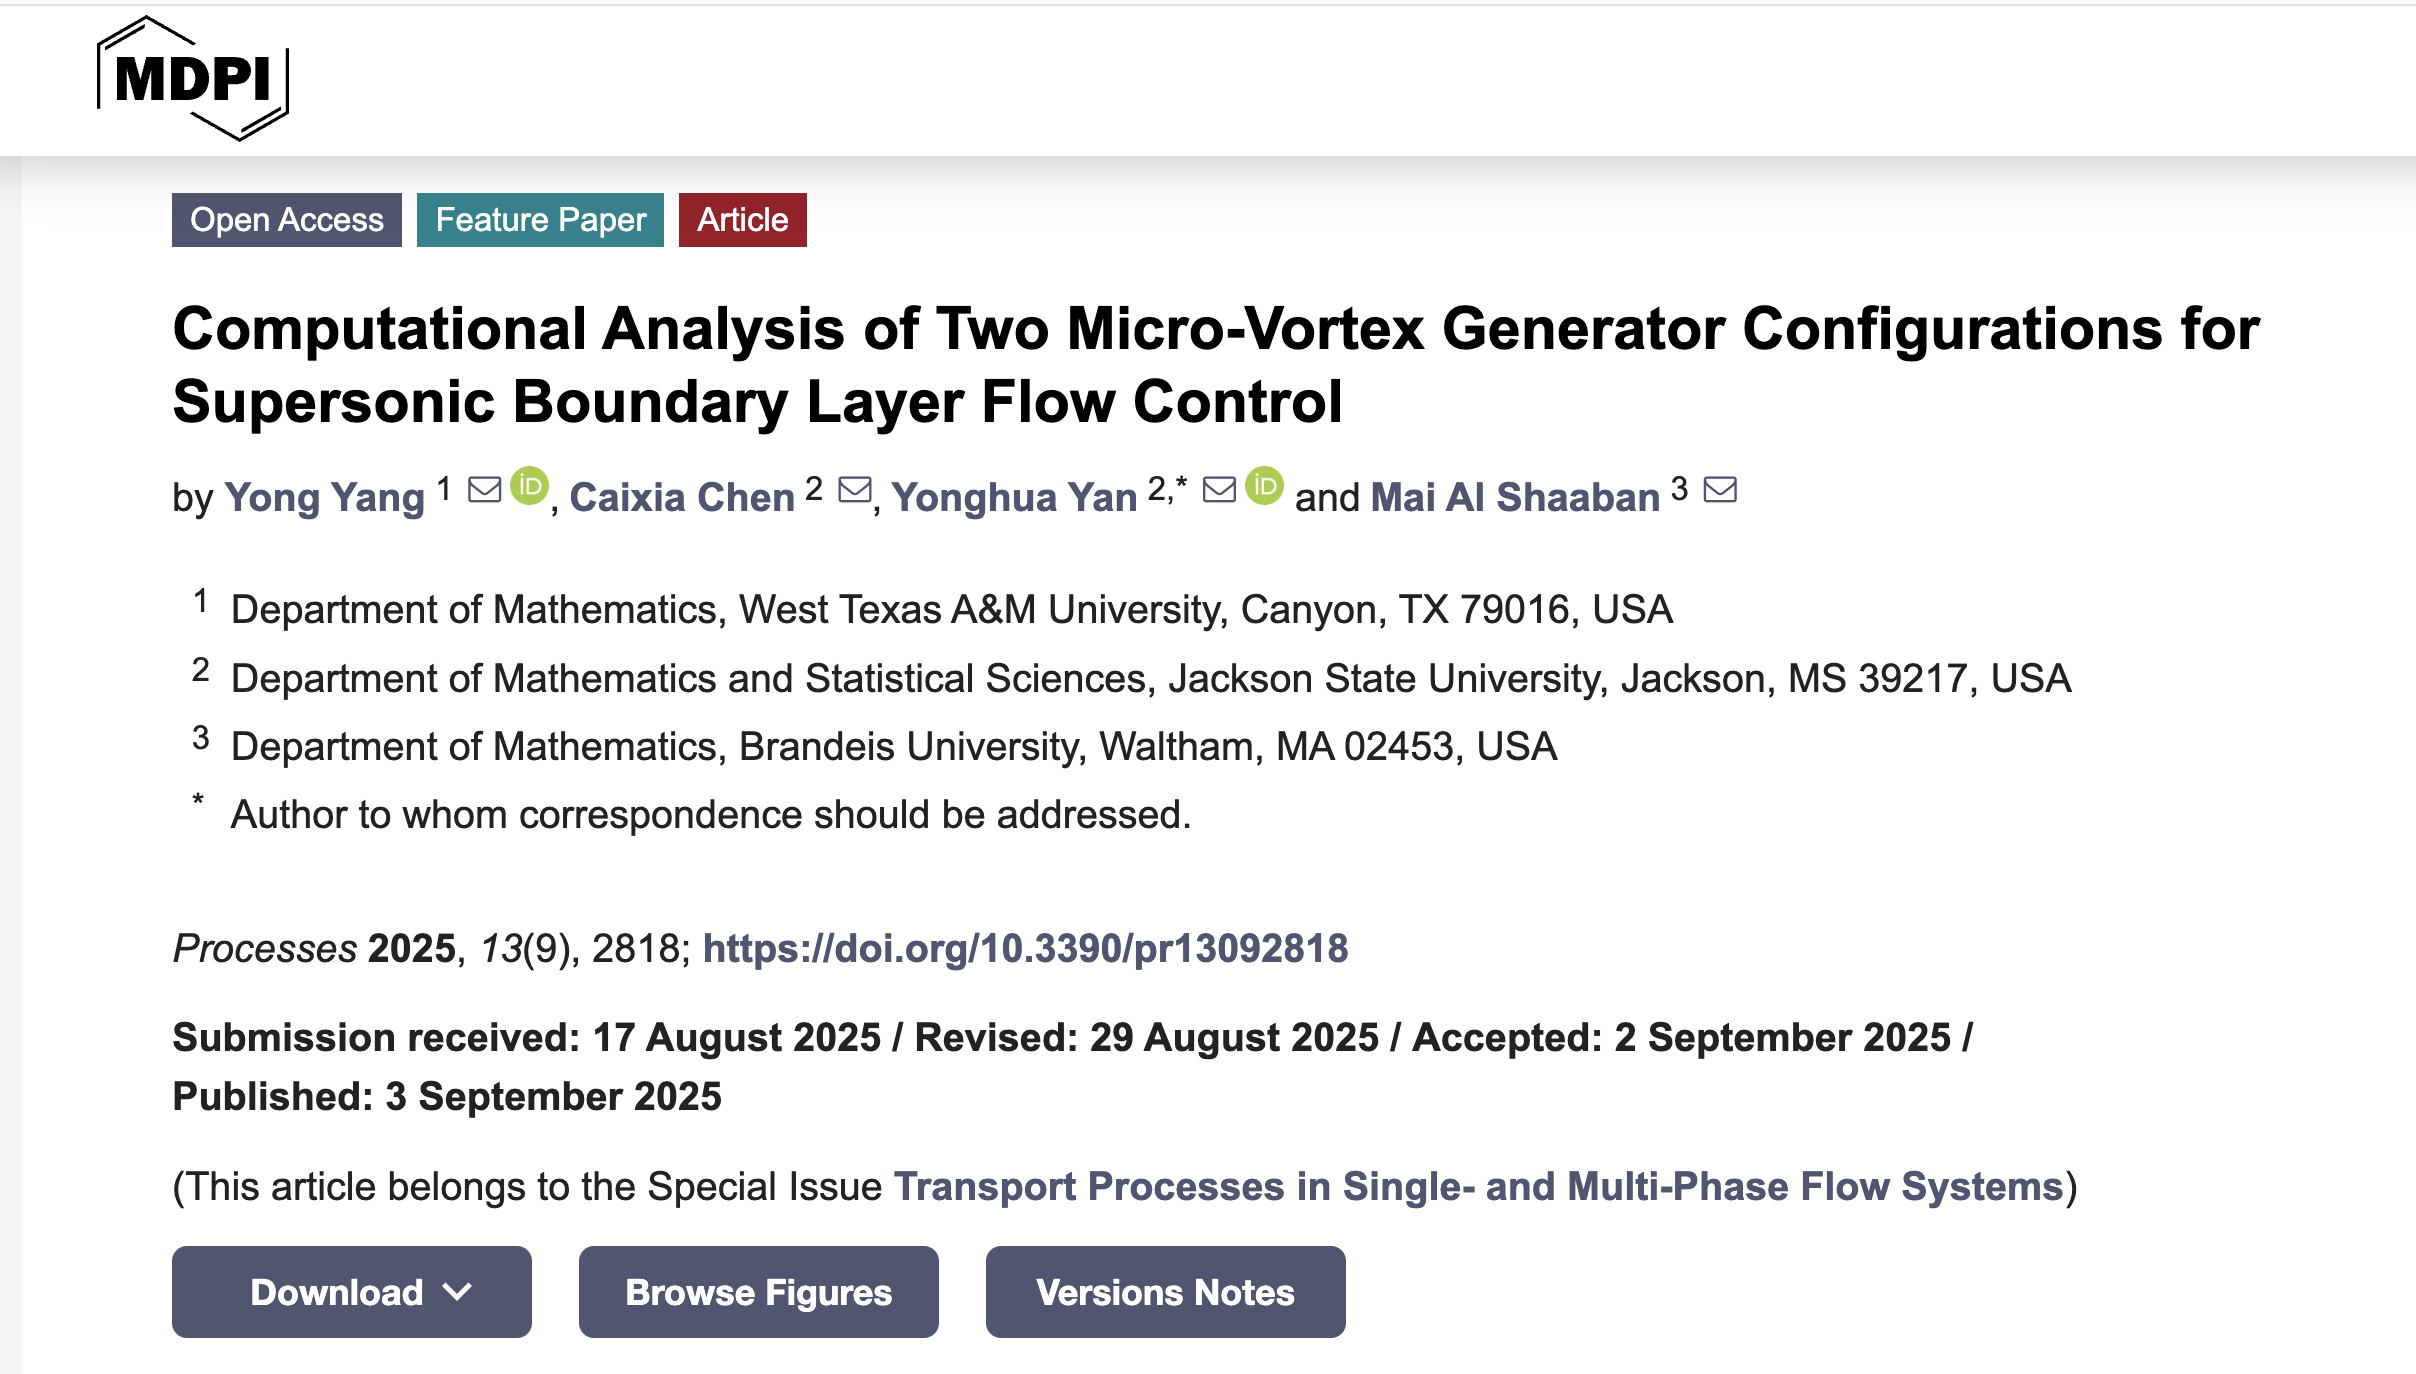 MDPI
Open Access Feature Paper Article
Computational Analysis of Two Micro-Vortex Generator Configurations for
Supersonic Boundary Layer Flow Control
by Yong Yang 1 iD, Caixia Chen 2, Yonghua Yan 2,* iD and Mai Al Shaaban 3
1 Department of Mathematics, West Texas A&M University, Canyon, TX 79016, USA
2 Department of Mathematics and Statistical Sciences, Jackson State University, Jackson, MS 39217, USA
3 Department of Mathematics, Brandeis University, Waltham, MA 02453, USA
* Author to whom correspondence should be addressed.
Processes 2025, 13(9), 2818; https://doi.org/10.3390/pr13092818
Submission received: 17 August 2025 / Revised: 29 August 2025 / Accepted: 2 September 2025 /
Published: 3 September 2025
(This article belongs to the Special Issue Transport Processes in Single- and Multi-Phase Flow Systems)
Download Browse Figures Versions Notes